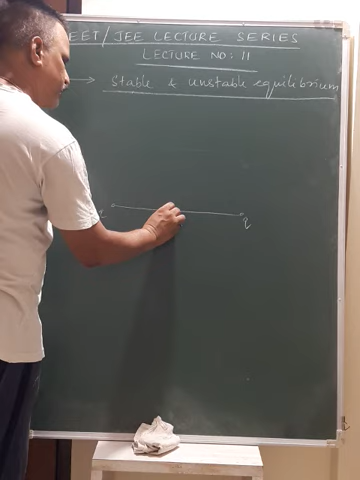 EET/JEE LECTURE SERIES
LECTURE NO: 11
→ Stable & unstable equilibrium
q